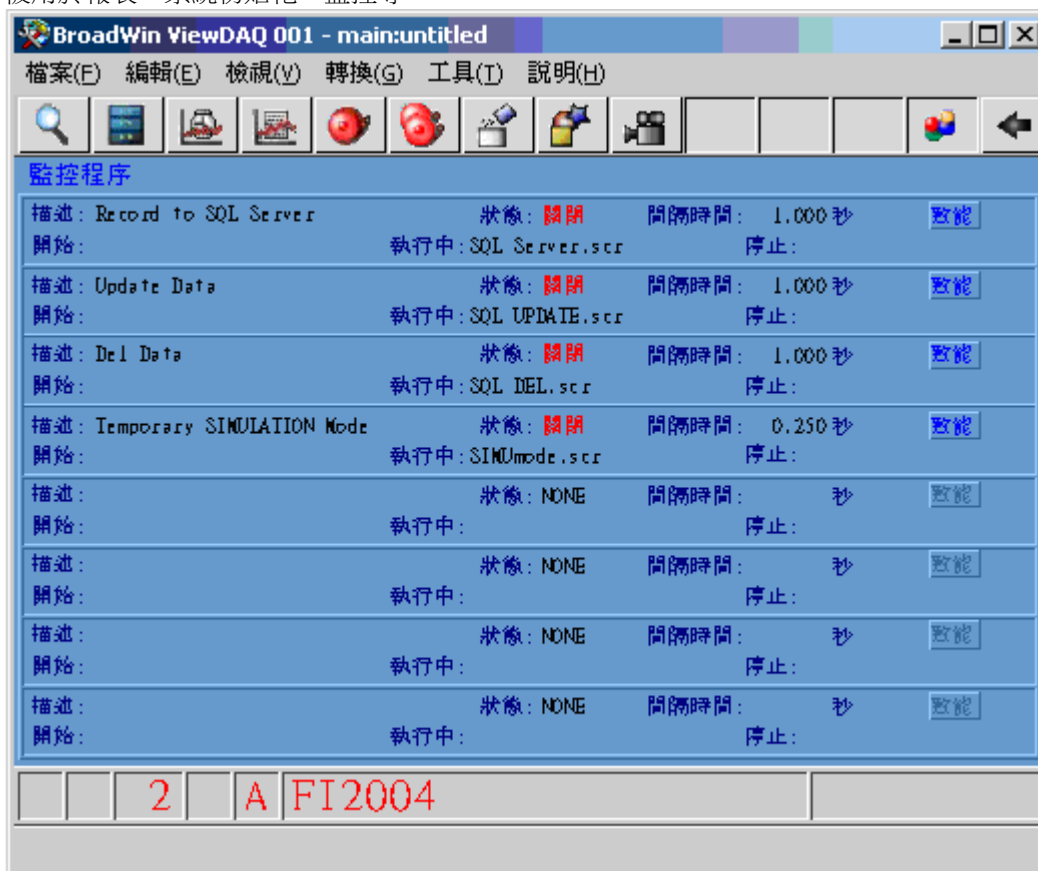 BroadWin ViewDAQ 001 - main:untitled
檔案(F) 編輯(E) 檢視(V) 轉換(G) 工具(T) 說明(H)
監控程序
描述: Record to SQL Server 狀態: 關閉 間隔時間: 1.000 秒 致能
開始: 執行中: SQL Server.scr 停止:
描述: Update Data 狀態: 關閉 間隔時間: 1.000 秒 致能
開始: 執行中: SQL UPDATE.scr 停止:
描述: Del Data 狀態: 關閉 間隔時間: 1.000 秒 致能
開始: 執行中: SQL DEL.scr 停止:
描述: Temporary SIMULATION Mode 狀態: 關閉 間隔時間: 0.250 秒 致能
開始: 執行中: SIMUmode.scr 停止:
描述: 狀態: NONE 間隔時間: 秒 致能
開始: 執行中: 停止:
描述: 狀態: NONE 間隔時間: 秒 致能
開始: 執行中: 停止:
描述: 狀態: NONE 間隔時間: 秒 致能
開始: 執行中: 停止:
描述: 狀態: NONE 間隔時間: 秒 致能
開始: 執行中: 停止:
2 A FI2004